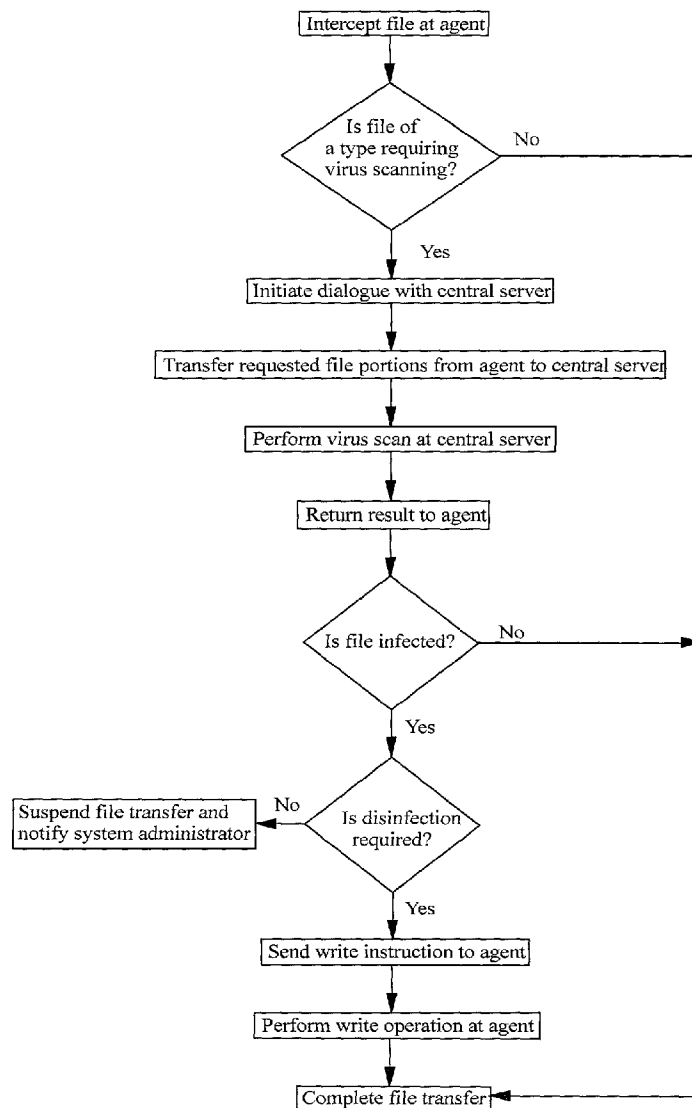 Intercept file at agent
Is file of
a type requiring
virus scanning?
No
Yes
Initiate dialogue with central server
Transfer requested file portions from agent to central server
Perform virus scan at central server
Return result to agent
Is file infected?
No
Yes
Is disinfection
required?
No
Suspend file transfer and
notify system administrator
Yes
Send write instruction to agent
Perform write operation at agent
Complete file transfer